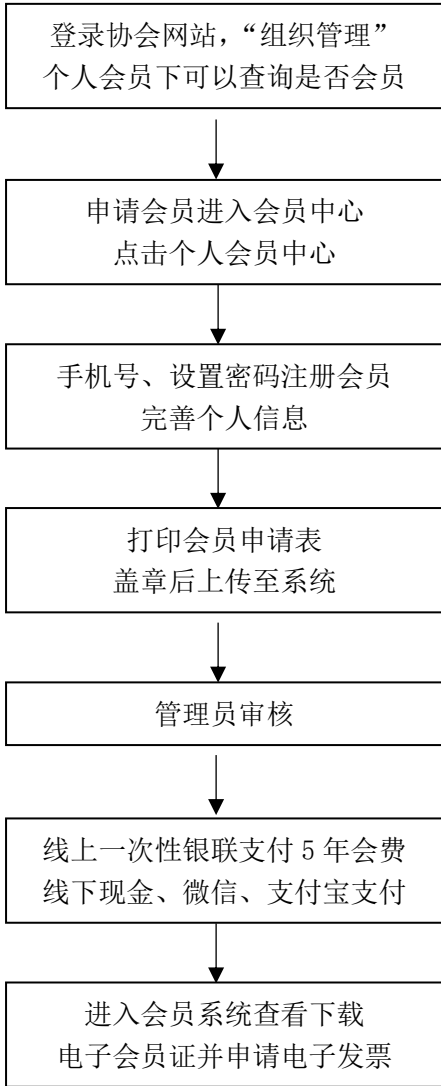 登录协会网站，“组织管理”
个人会员下可以查询是否会员
申请会员进入会员中心
点击个人会员中心
手机号、设置密码注册会员
完善个人信息
打印会员申请表
盖章后上传至系统
管理员审核
线上一次性银联支付 5 年会费
线下现金、微信、支付宝支付
进入会员系统查看下载
电子会员证并申请电子发票